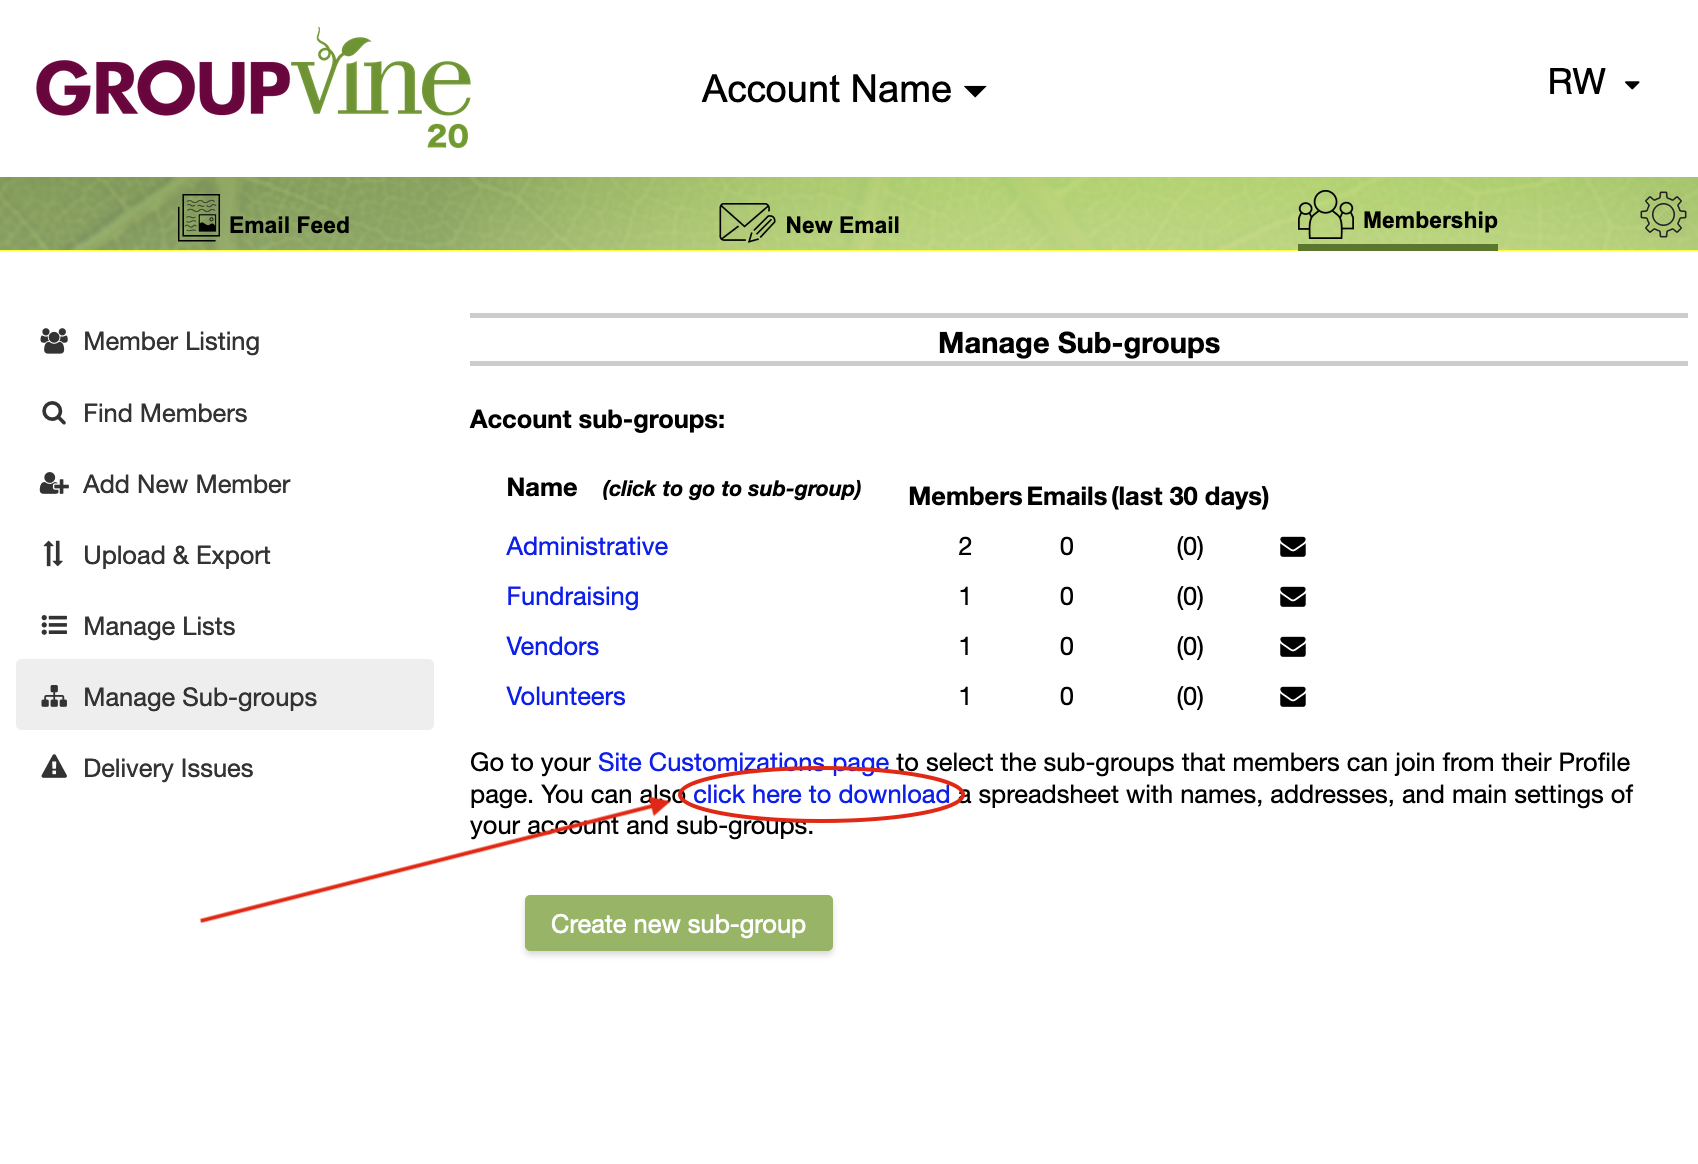 GROUPvine
20
Account Name
RW
Email Feed
New Email
Membership
Member Listing
Find Members
Add New Member
Upload & Export
Manage Lists
Manage Sub-groups
Delivery Issues
Manage Sub-groups
Account sub-groups:
Name (click to go to sub-group) Members Emails (last 30 days)
Administrative 2 0 (0)
Fundraising 1 0 (0)
Vendors 1 0 (0)
Volunteers 1 0 (0)
Go to your Site Customizations page to select the sub-groups that members can join from their Profile
page. You can also click here to download a spreadsheet with names, addresses, and main settings of
your account and sub-groups.
Create new sub-group